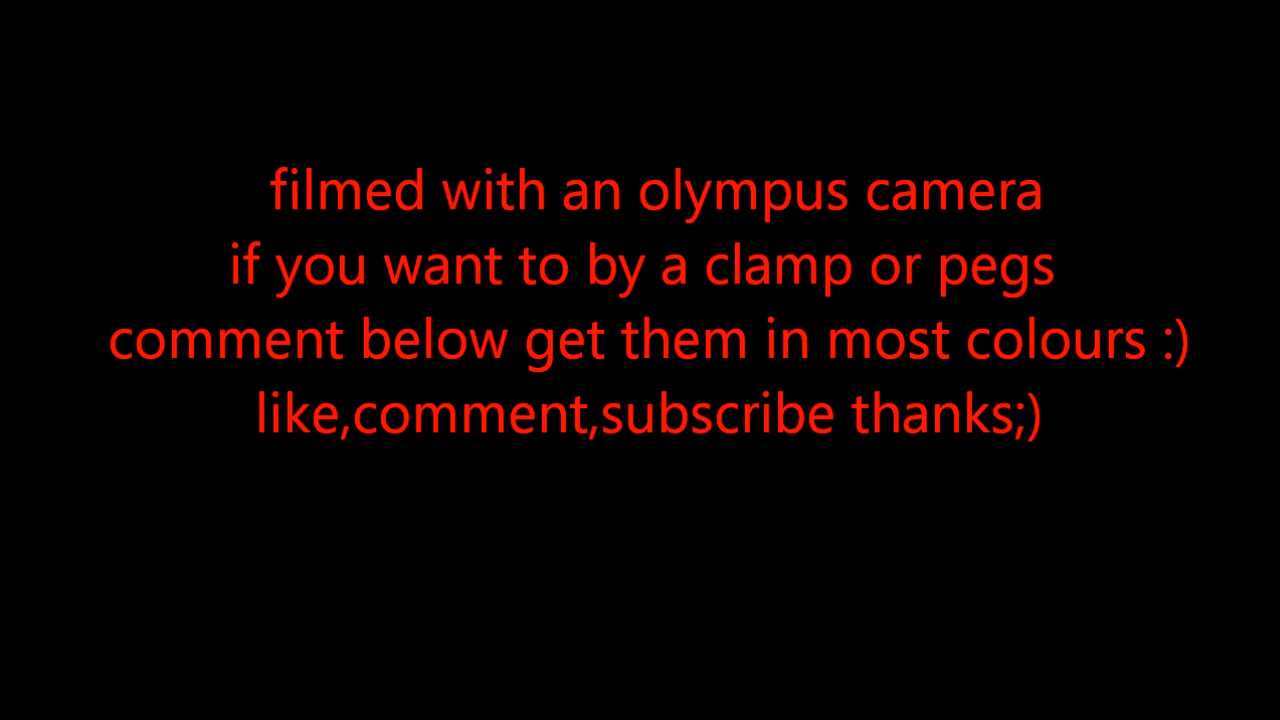 filmed with an olympus camera
if you want to by a clamp or pegs
comment below get them in most colours :)
like,comment,subscribe thanks;)